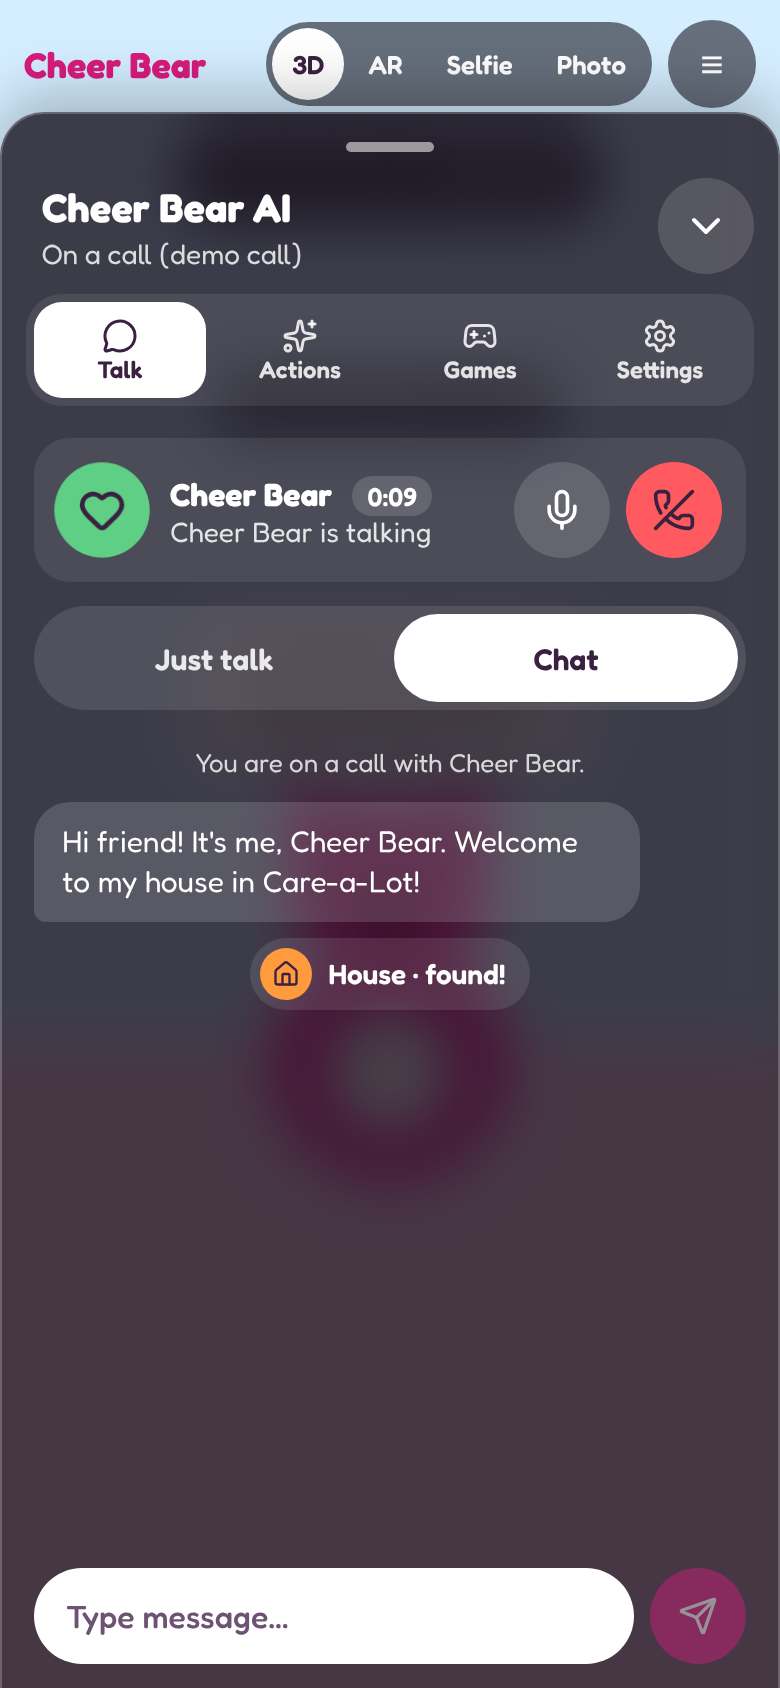 Cheer Bear
3D
AR
Selfie
Photo
Cheer Bear AI
On a call (demo call)
Talk
Actions
Games
Settings
Cheer Bear
0:09
Cheer Bear is talking
Just talk
Chat
You are on a call with Cheer Bear.
Hi friend! It's me, Cheer Bear. Welcome
to my house in Care-a-Lot!
House · found!
Type message...